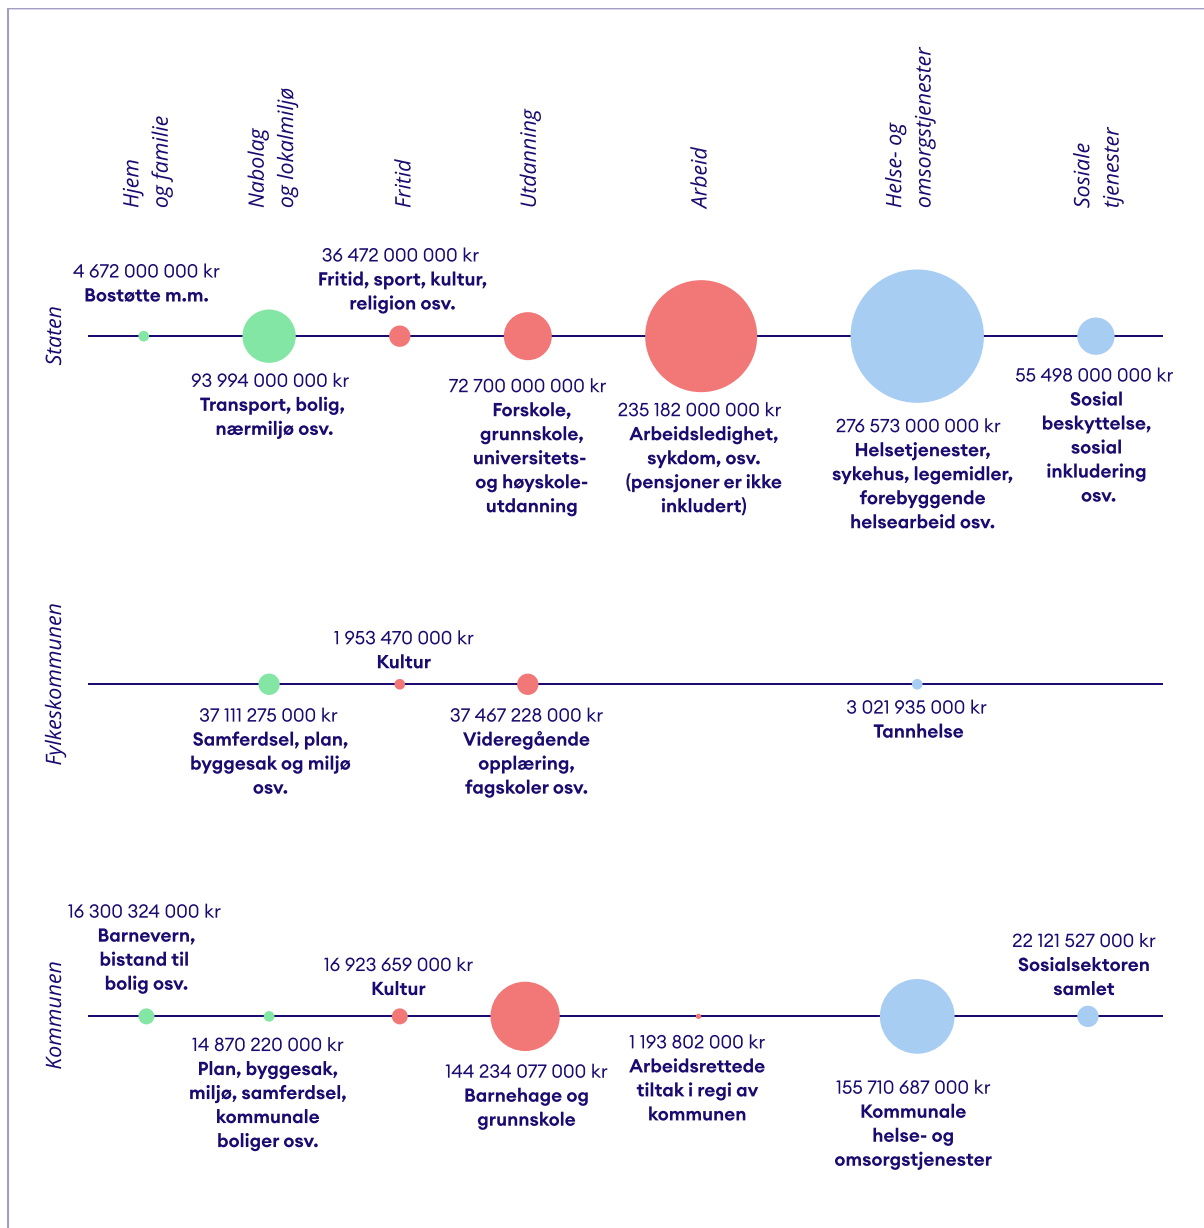 Hjem
og familie
Nabolag
og lokalmiljø
Fritid
Utdanning
Arbeid
Helse- og
omsorgstjenester
Sosiale
tjenester
Staten
4 672 000 000 kr
Bostøtte m.m.
93 994 000 000 kr
Transport, bolig,
nærmiljø osv.
36 472 000 000 kr
Fritid, sport, kultur,
religion osv.
72 700 000 000 kr
Forskole,
grunnskole,
universitets-
og høyskole-
utdanning
235 182 000 000 kr
Arbeidsledighet,
sykdom, osv.
(pensjoner er ikke
inkludert)
276 573 000 000 kr
Helsetjenester,
sykehus, legemidler,
forebyggende
helsearbeid osv.
55 498 000 000 kr
Sosial
beskyttelse,
sosial
inkludering
osv.
Fylkeskommunen
37 111 275 000 kr
Samferdsel, plan,
byggesak og miljø
osv.
1 953 470 000 kr
Kultur
37 467 228 000 kr
Videregående
opplæring,
fagskoler osv.
3 021 935 000 kr
Tannhelse
Kommunen
16 300 324 000 kr
Barnevern,
bistand til
bolig osv.
14 870 220 000 kr
Plan, byggesak,
miljø, samferdsel,
kommunale
boliger osv.
16 923 659 000 kr
Kultur
144 234 077 000 kr
Barnehage og
grunnskole
1 193 802 000 kr
Arbeidsrettede
tiltak i regi av
kommunen
155 710 687 000 kr
Kommunale
helse- og
omsorgstjenester
22 121 527 000 kr
Sosialsektoren
samlet